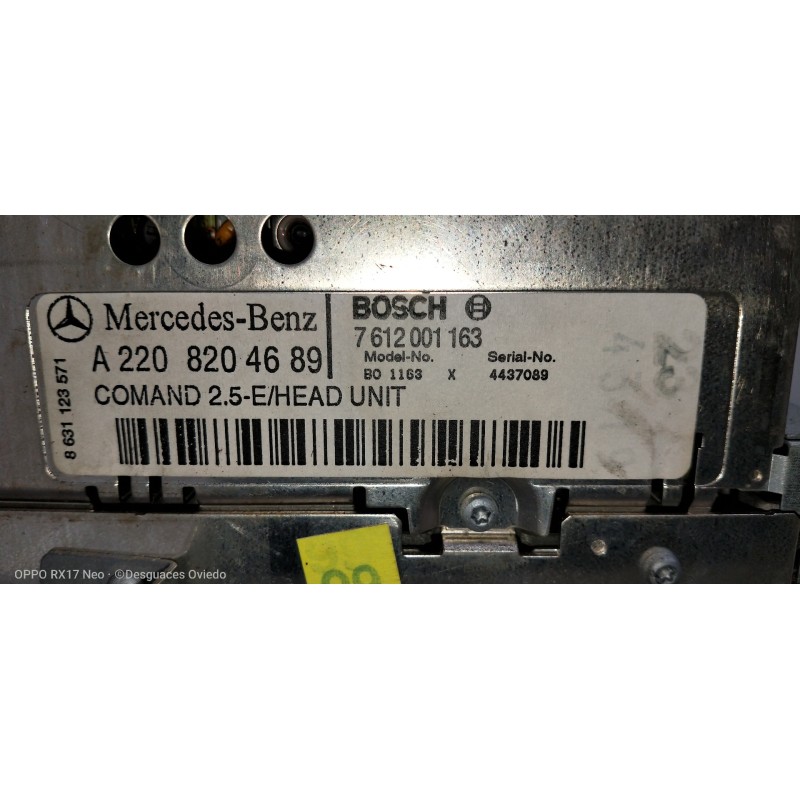 Mercedes-Benz
A 220 820 46 89
COMAND 2.5-E/HEAD UNIT
BOSCH
7 612 001 163
Model-No. Serial-No.
BO 1163 X 4437089
8 631 123 571
OPPO RX17 Neo · ©Desguaces Oviedo